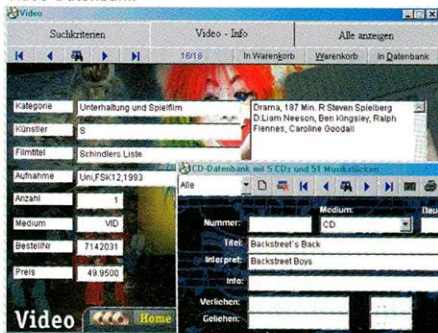 Video
Suchkriterien
Video - Info
Alle anzeigen
16/18
In Warenkorb
Warenkorb
In Datenbank
Kategorie
Unterhaltung und Spielfilm
Drama, 187 Min. R Steven Spielberg
D:Liam Neeson, Ben Kingsley, Ralph
Fiennes, Caroline Goodall
Künstler
S
Filmtitel
Schindlers Liste
Aufnahme
Uni,FSK12,1993
Anzahl
1
Medium
VID
BestellNr
7142031
Preis
49.9500
Video
Home
CD-Datenbank mit 5 CDs und 51 Musikstücken
Alle
Nummer:
Medium:
CD
Titel:
Backstreet's Back
Interpret:
Backstreet Boys
Info:
Verliehen:
Geliehen: